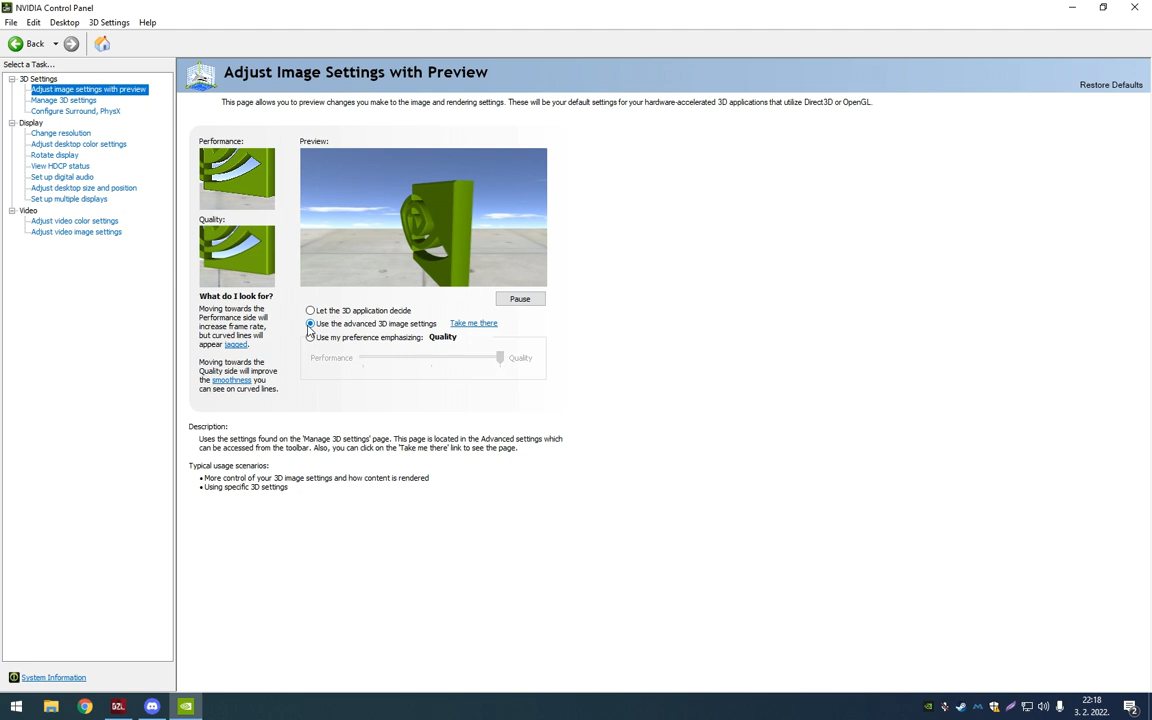 NVIDIA Control Panel
File Edit Desktop 3D Settings Help
Back
Select a Task...
3D Settings
Adjust image settings with preview
Manage 3D settings
Configure Surround, PhysX
Display
Change resolution
Adjust desktop color settings
Rotate display
View HDCP status
Set up digital audio
Adjust desktop size and position
Set up multiple displays
Video
Adjust video color settings
Adjust video image settings
System Information
Adjust Image Settings with Preview
Restore Defaults
This page allows you to preview changes you make to the image and rendering settings. These will be your default settings for your hardware-accelerated 3D applications that utilize Direct3D or OpenGL.
Performance:
Quality:
What do I look for?
Moving towards the
Performance side will
increase frame rate,
but curved lines will
appear jagged.
Moving towards the
Quality side will improve
the smoothness you
can see on curved lines.
Preview:
Pause
Let the 3D application decide
Use the advanced 3D image settings Take me there
Use my preference emphasizing: Quality
Performance Quality
Description:
Uses the settings found on the 'Manage 3D settings' page. This page is located in the Advanced settings which
can be accessed from the toolbar. Also, you can click on the 'Take me there' link to see the page.
Typical usage scenarios:
• More control of your 3D image settings and how content is rendered
• Using specific 3D settings
DZL
22:18
3. 2. 2022.
2